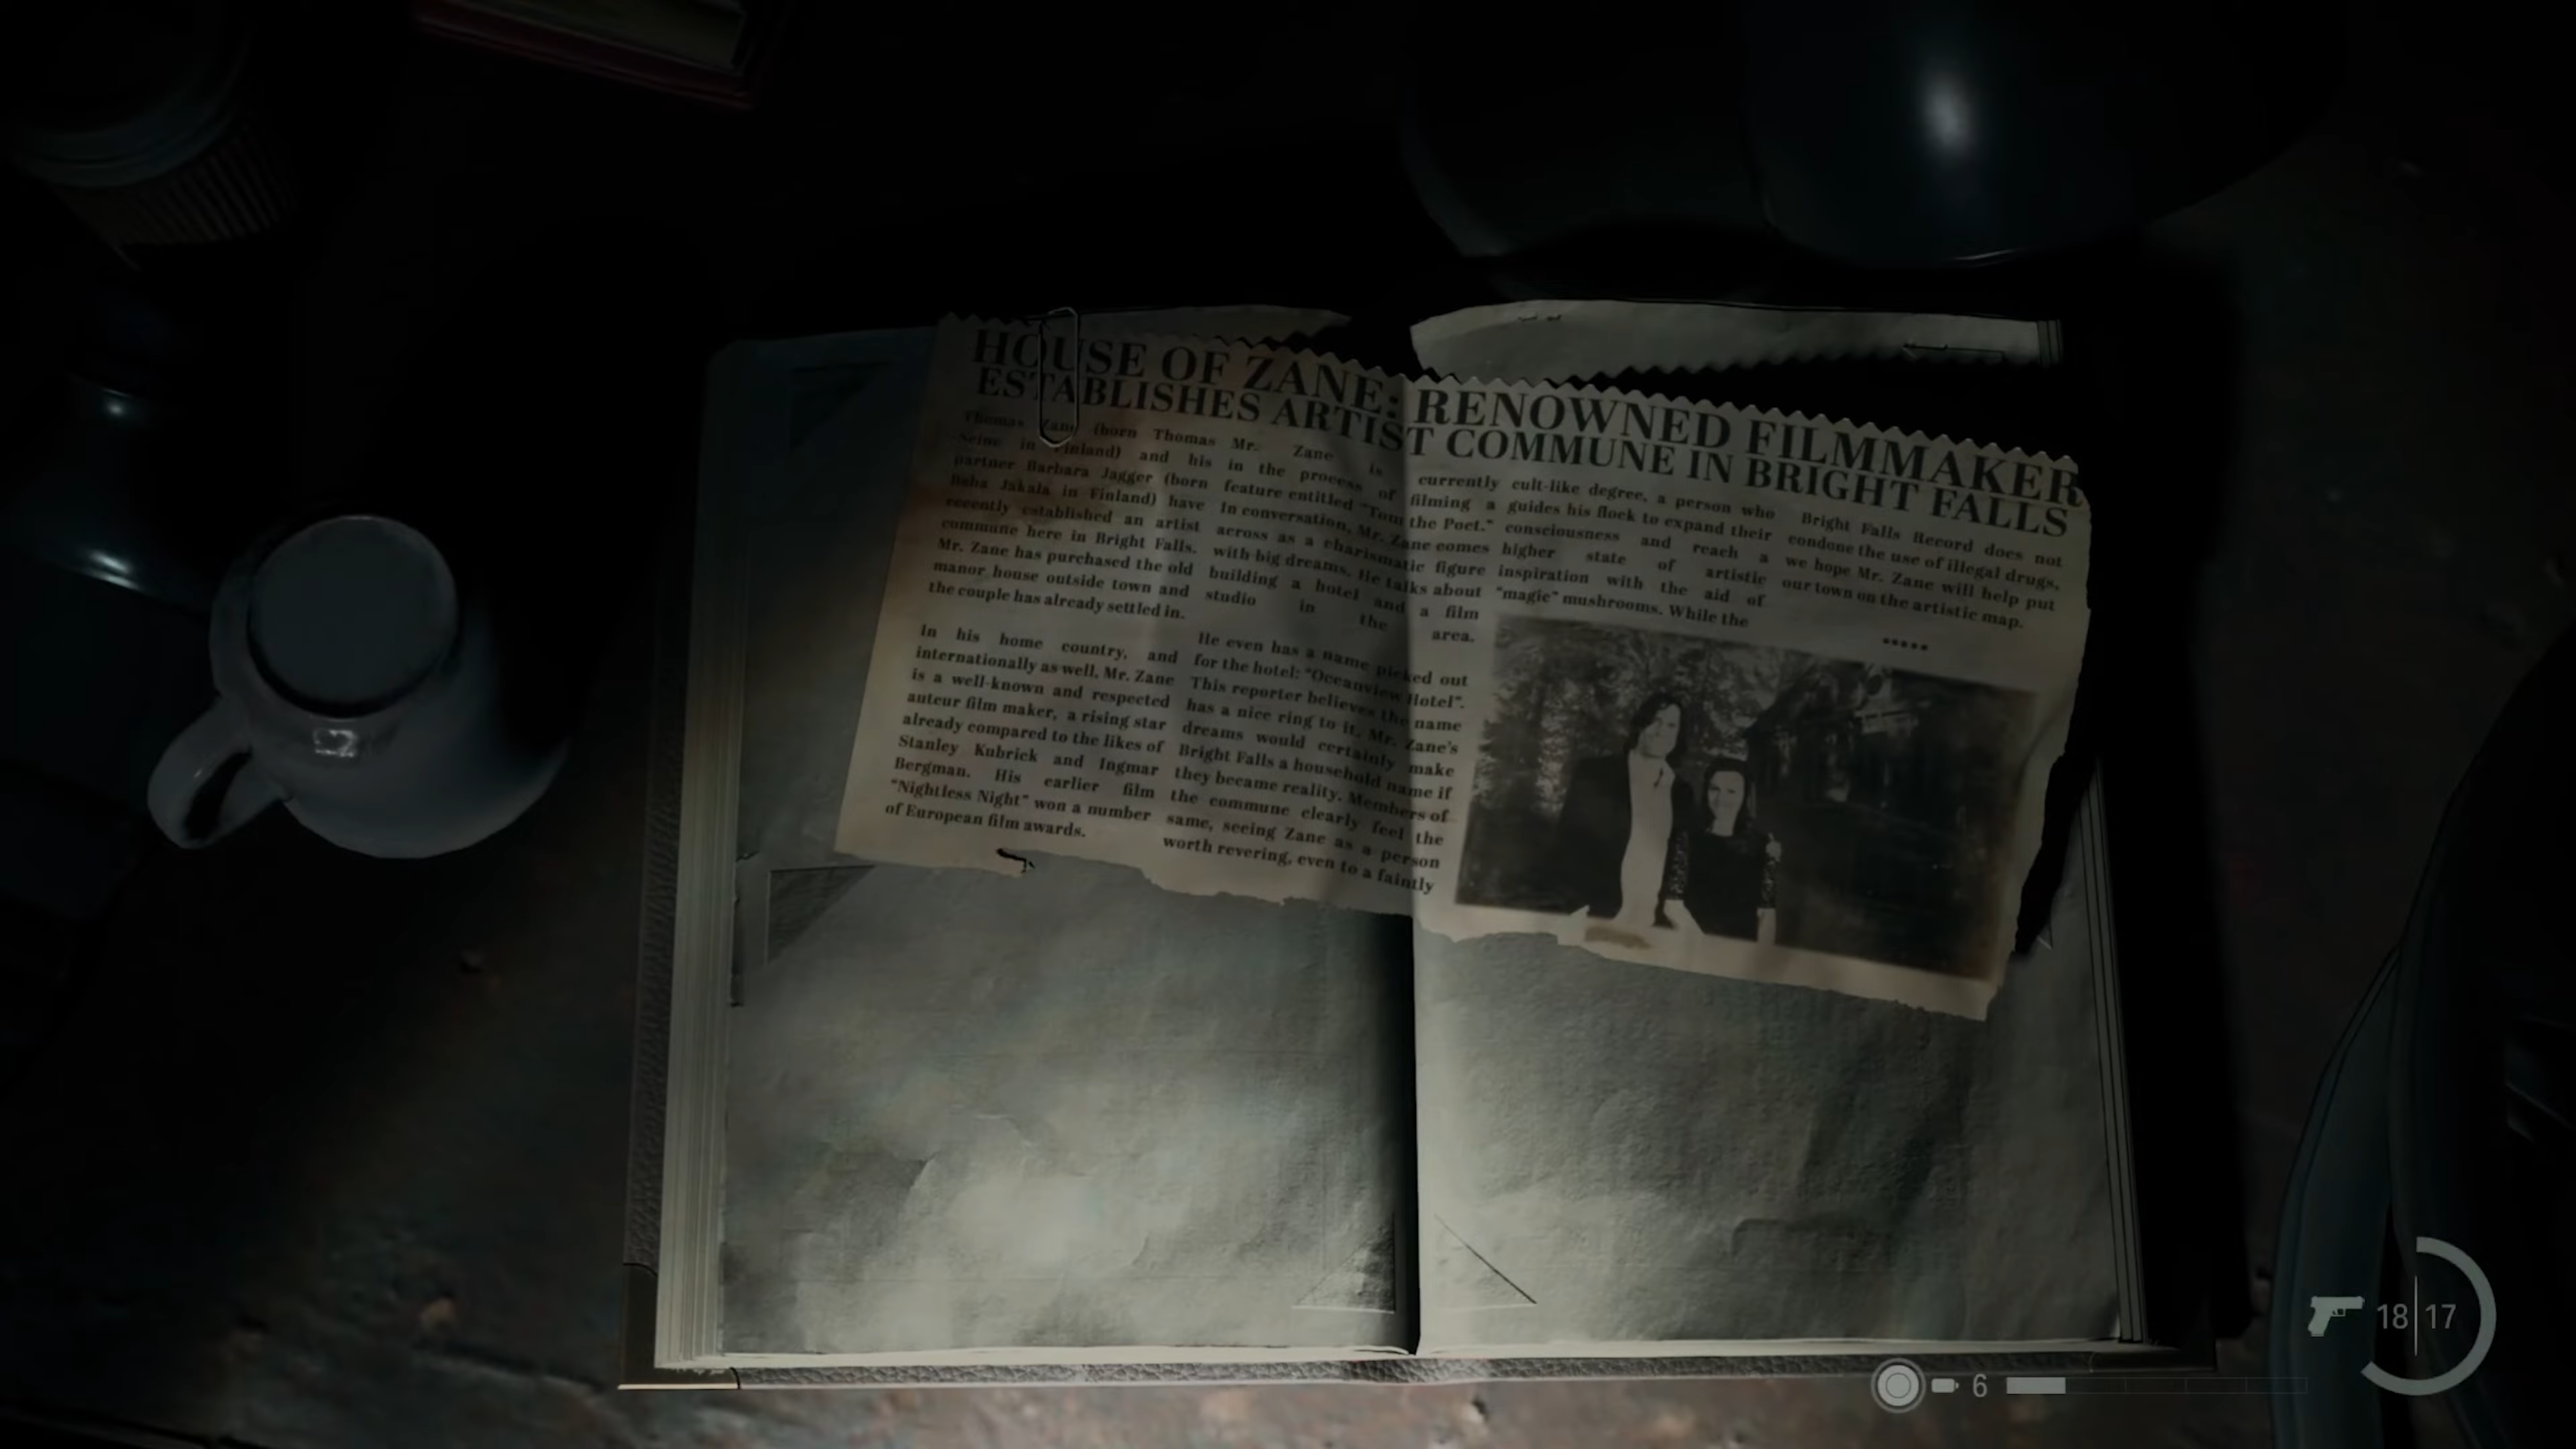 HOUSE OF ZANE: RENOWNED FILMMAKER
ESTABLISHES ARTIST COMMUNE IN BRIGHT FALLS
Thomas Zane (born Thomas
Seine in Finland) and his
partner Barbara Jagger (born
Baba Jakala in Finland) have
recently established an artist
commune here in Bright Falls.
Mr. Zane has purchased the old
manor house outside town and
the couple has already settled in.
In his home country, and
internationally as well, Mr. Zane
is a well-known and respected
auteur film maker, a rising star
already compared to the likes of
Stanley Kubrick and Ingmar
Bergman. His earlier film
"Nightless Night" won a number
of European film awards.
Mr. Zane is currently
in the process of filming a
feature entitled "Tom the Poet."
In conversation, Mr. Zane comes
across as a charismatic figure
with big dreams. He talks about
building a hotel and a film
studio in the area.
He even has a name picked out
for the hotel: "Oceanview Hotel".
This reporter believes the name
has a nice ring to it. Mr. Zane's
dreams would certainly make
Bright Falls a household name if
they became reality. Members of
the commune clearly feel the
same, seeing Zane as a person
worth revering, even to a faintly
cult-like degree, a person who
guides his flock to expand their
consciousness and reach a
higher state of artistic
inspiration with the aid of
"magic" mushrooms. While the
Bright Falls Record does not
condone the use of illegal drugs,
we hope Mr. Zane will help put
our town on the artistic map.
*****
18|17
6